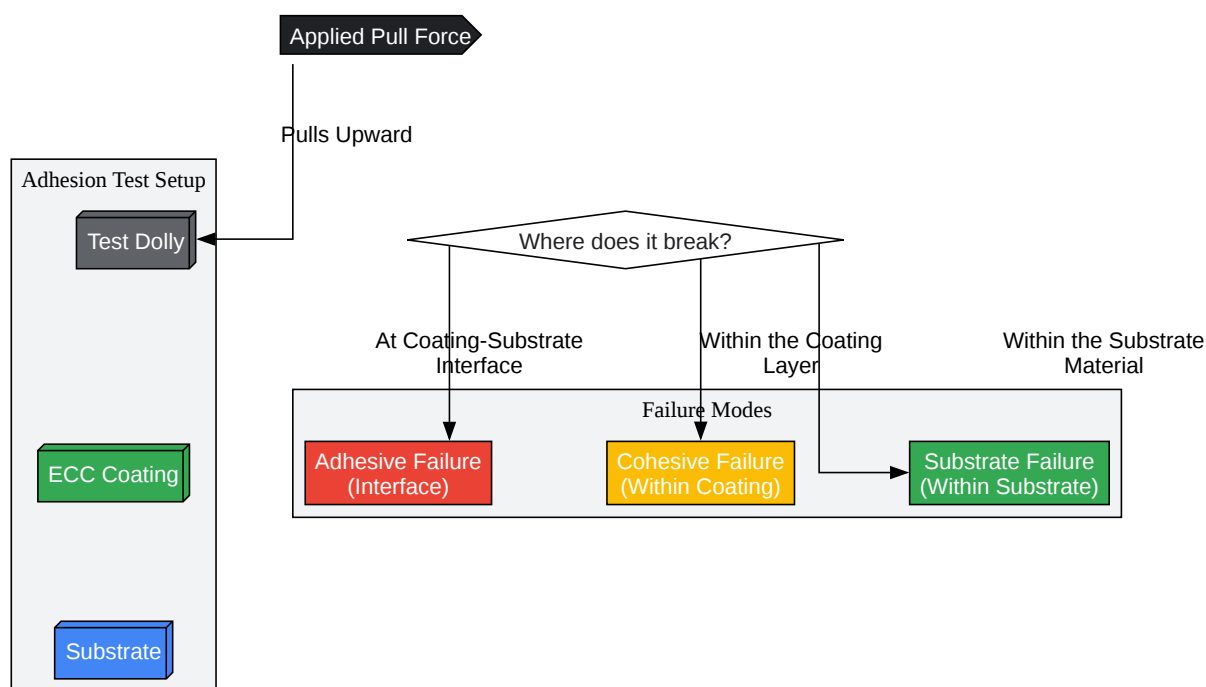 Applied Pull Force
Pulls Upward
Adhesion Test Setup
Test Dolly
ECC Coating
Substrate
Where does it break?
At Coating-Substrate
Interface
Within the Coating
Layer
Within the Substrate
Material
Failure Modes
Adhesive Failure
(Interface)
Cohesive Failure
(Within Coating)
Substrate Failure
(Within Substrate)